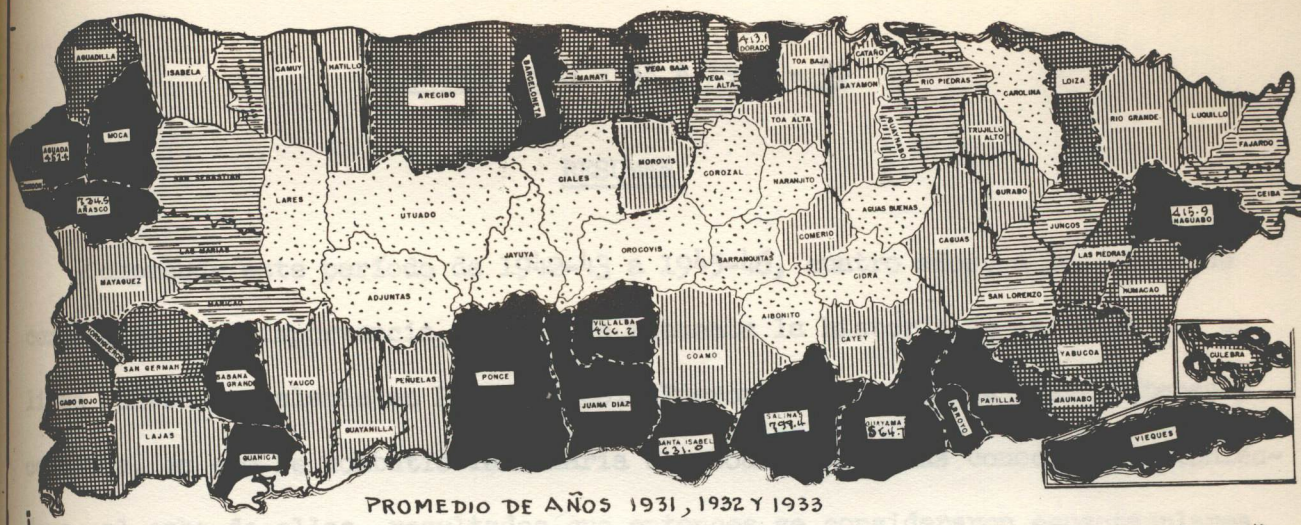 AGUADILLA
ISABELA
CAMUY
HATILLO
ARECIBO
BARCELONETA
MANATI
VEGA BAJA
VEGA ALTA
413.1
DORADO
TOA BAJA
CATAÑO
BAYAMON
RIO PIEDRAS
CAROLINA
LOIZA
RIO GRANDE
LUQUILLO
FAJARDO
CEIBA
MOCA
AGUADA
SAN SEBASTIAN
LARES
UTUADO
CIALES
MOROVIS
COROZAL
TOA ALTA
NARANJITO
GUAYNABO
TRUJILLO ALTO
GURABO
AGUAS BUENAS
CAGUAS
JUNCOS
LAS PIEDRAS
415.9
NAGUABO
HUMACAO
AÑASCO
LAS MARIAS
MAYAGUEZ
MARICAO
ADJUNTAS
JAYUYA
OROCOVIS
BARRANQUITAS
COMERIO
CIDRA
AIBONITO
SAN LORENZO
CAYEY
YABUCOA
MAUNABO
CULEBRA
VIEQUES
CABO ROJO
SAN GERMAN
SABANA GRANDE
LAJAS
GUANICA
YAUCO
GUAYANILLA
PEÑUELAS
PONCE
VILLALBA
466.2
JUANA DIAZ
COAMO
SANTA ISABEL
631.0
SALINAS
798.4
GUAYAMA
564.7
ARROYO
PATILLAS
PROMEDIO DE AÑOS 1931, 1932 Y 1933